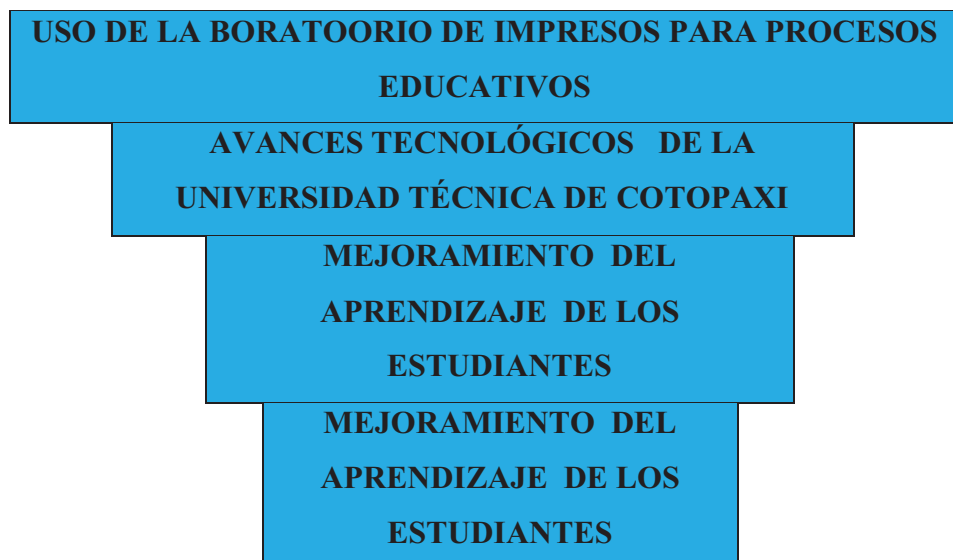 USO DE LA BORATOORIO DE IMPRESOS PARA PROCESOS
EDUCATIVOS
AVANCES TECNOLÓGICOS DE LA
UNIVERSIDAD TÉCNICA DE COTOPAXI
MEJORAMIENTO DEL
APRENDIZAJE DE LOS
ESTUDIANTES
MEJORAMIENTO DEL
APRENDIZAJE DE LOS
ESTUDIANTES